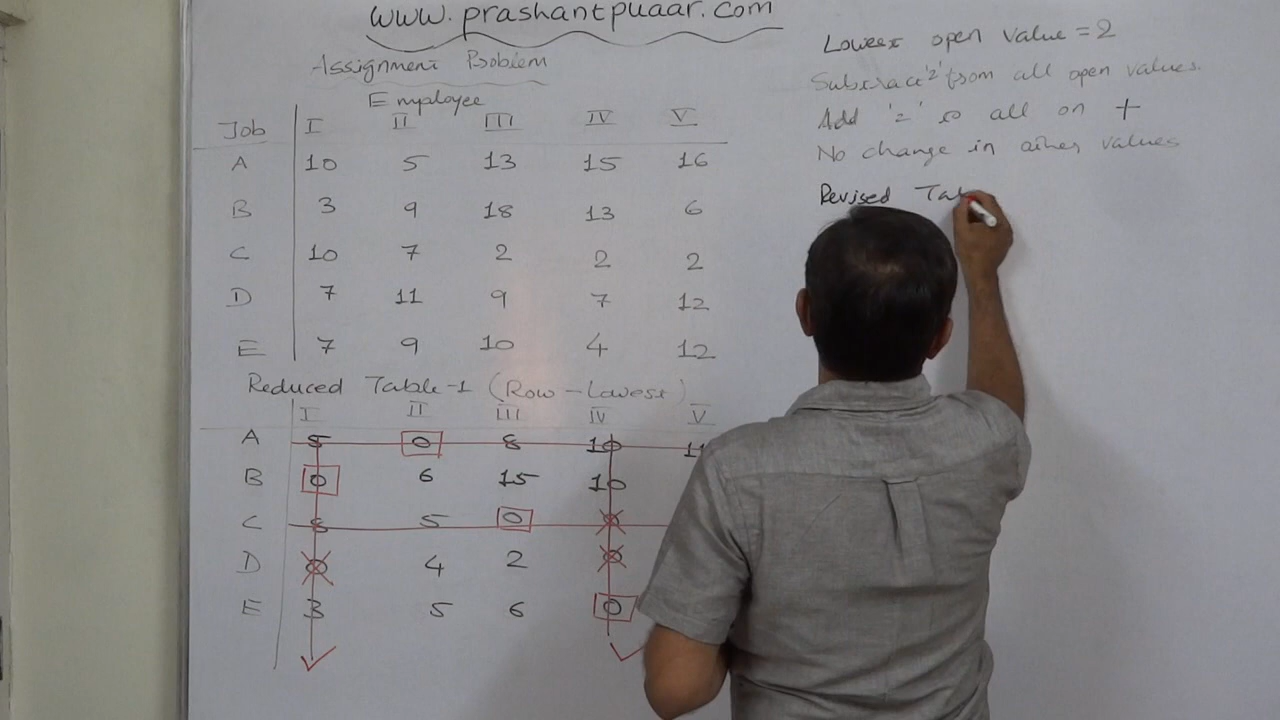 www.prashantpuaar.com
Assignment Problem
Employee
Job I II III IV V
A 10 5 13 15 16
B 3 9 18 13 6
C 10 7 2 2 2
D 7 11 9 7 12
E 7 9 10 4 12
Reduced Table-1 (Row-Lowest)
I II III IV V
A 5 0 8 10 11
B 0 6 15 10
C 8 5 0 0
D 0 4 2 0
E 3 5 6 0
Lowest open value = 2
Subtract '2' from all open values.
Add '2' to all on +
No change in other values
Revised Tab